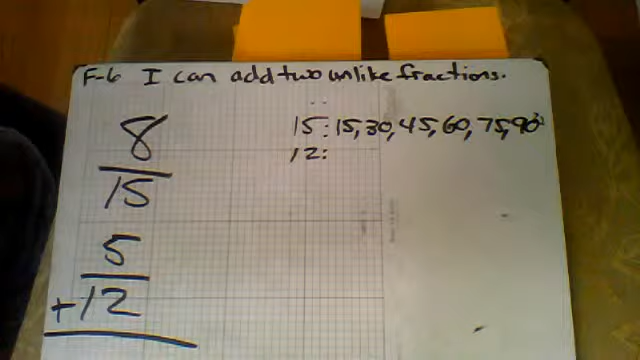 F-6 I can add two unlike fractions.
8
15
5
+12
15: 15, 30, 45, 60, 75, 90
12: